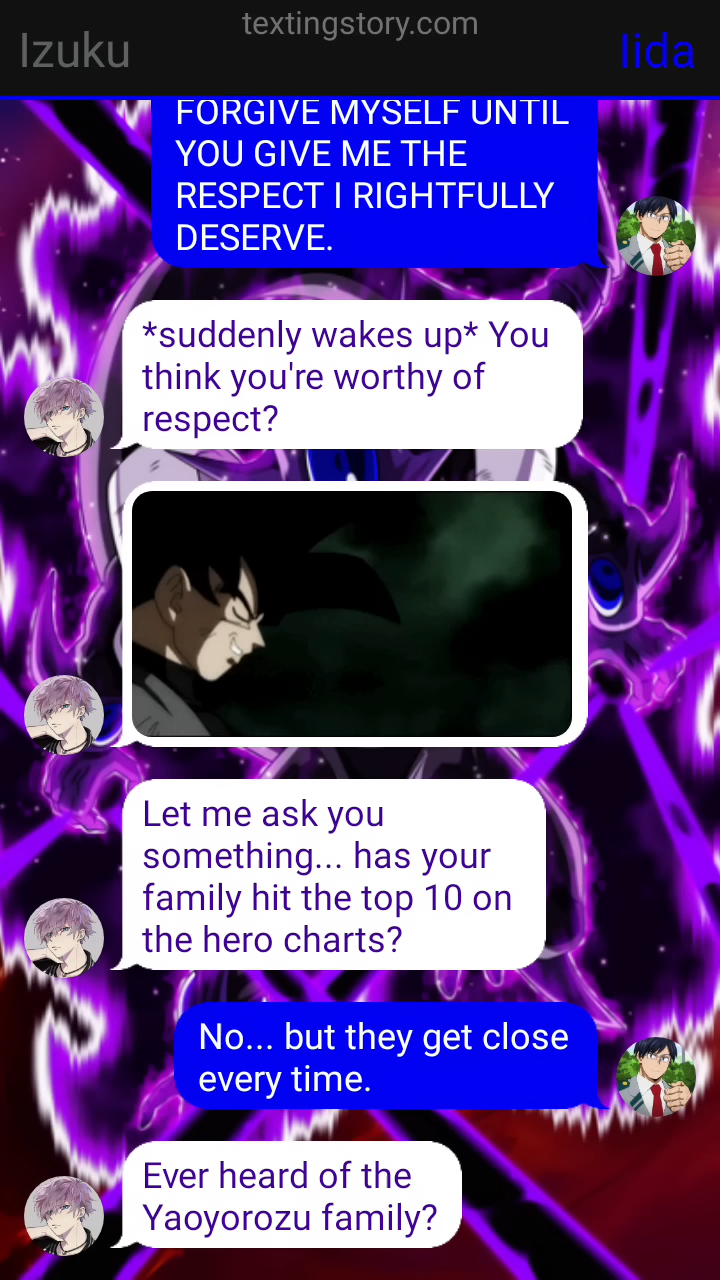 textingstory.com
Izuku
Iida
FORGIVE MYSELF UNTIL
YOU GIVE ME THE
RESPECT I RIGHTFULLY
DESERVE.
*suddenly wakes up* You
think you're worthy of
respect?
Let me ask you
something... has your
family hit the top 10 on
the hero charts?
No... but they get close
every time.
Ever heard of the
Yaoyorozu family?